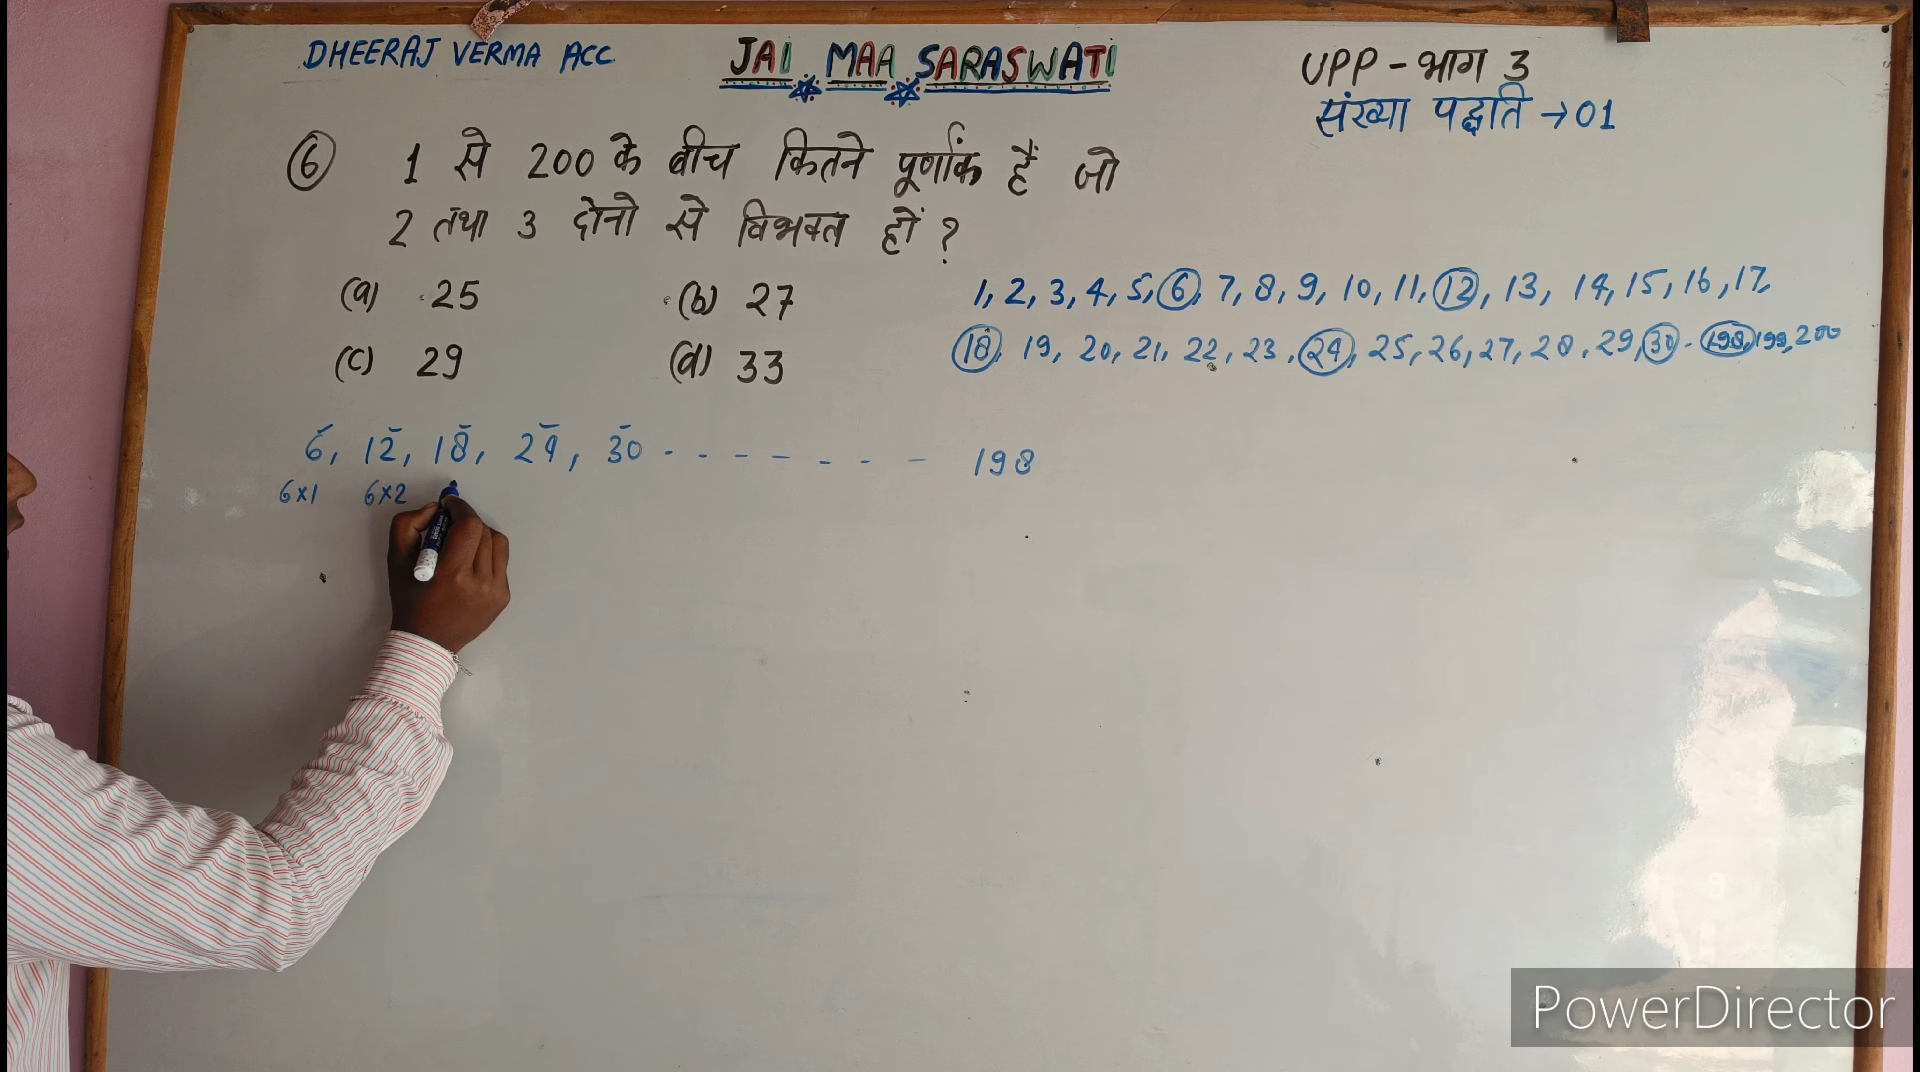 DHEERAJ VERMA ACC.
JAI MAA SARASWATI
UPP - भाग 3
संख्या पद्धति → 01
⑥ 1 से 200 के बीच कितने पूर्णांक हैं जो
2 तथा 3 दोनो से विभक्त हों ?
(a) 25 (b) 27
(c) 29 (d) 33
1, 2, 3, 4, 5, 6, 7, 8, 9, 10, 11, 12, 13, 14, 15, 16, 17,
18, 19, 20, 21, 22, 23, 24, 25, 26, 27, 28, 29, 30 - 198, 199, 200
6, 12, 18, 24, 30 - - - - - - - 198
6×1 6×2
PowerDirector